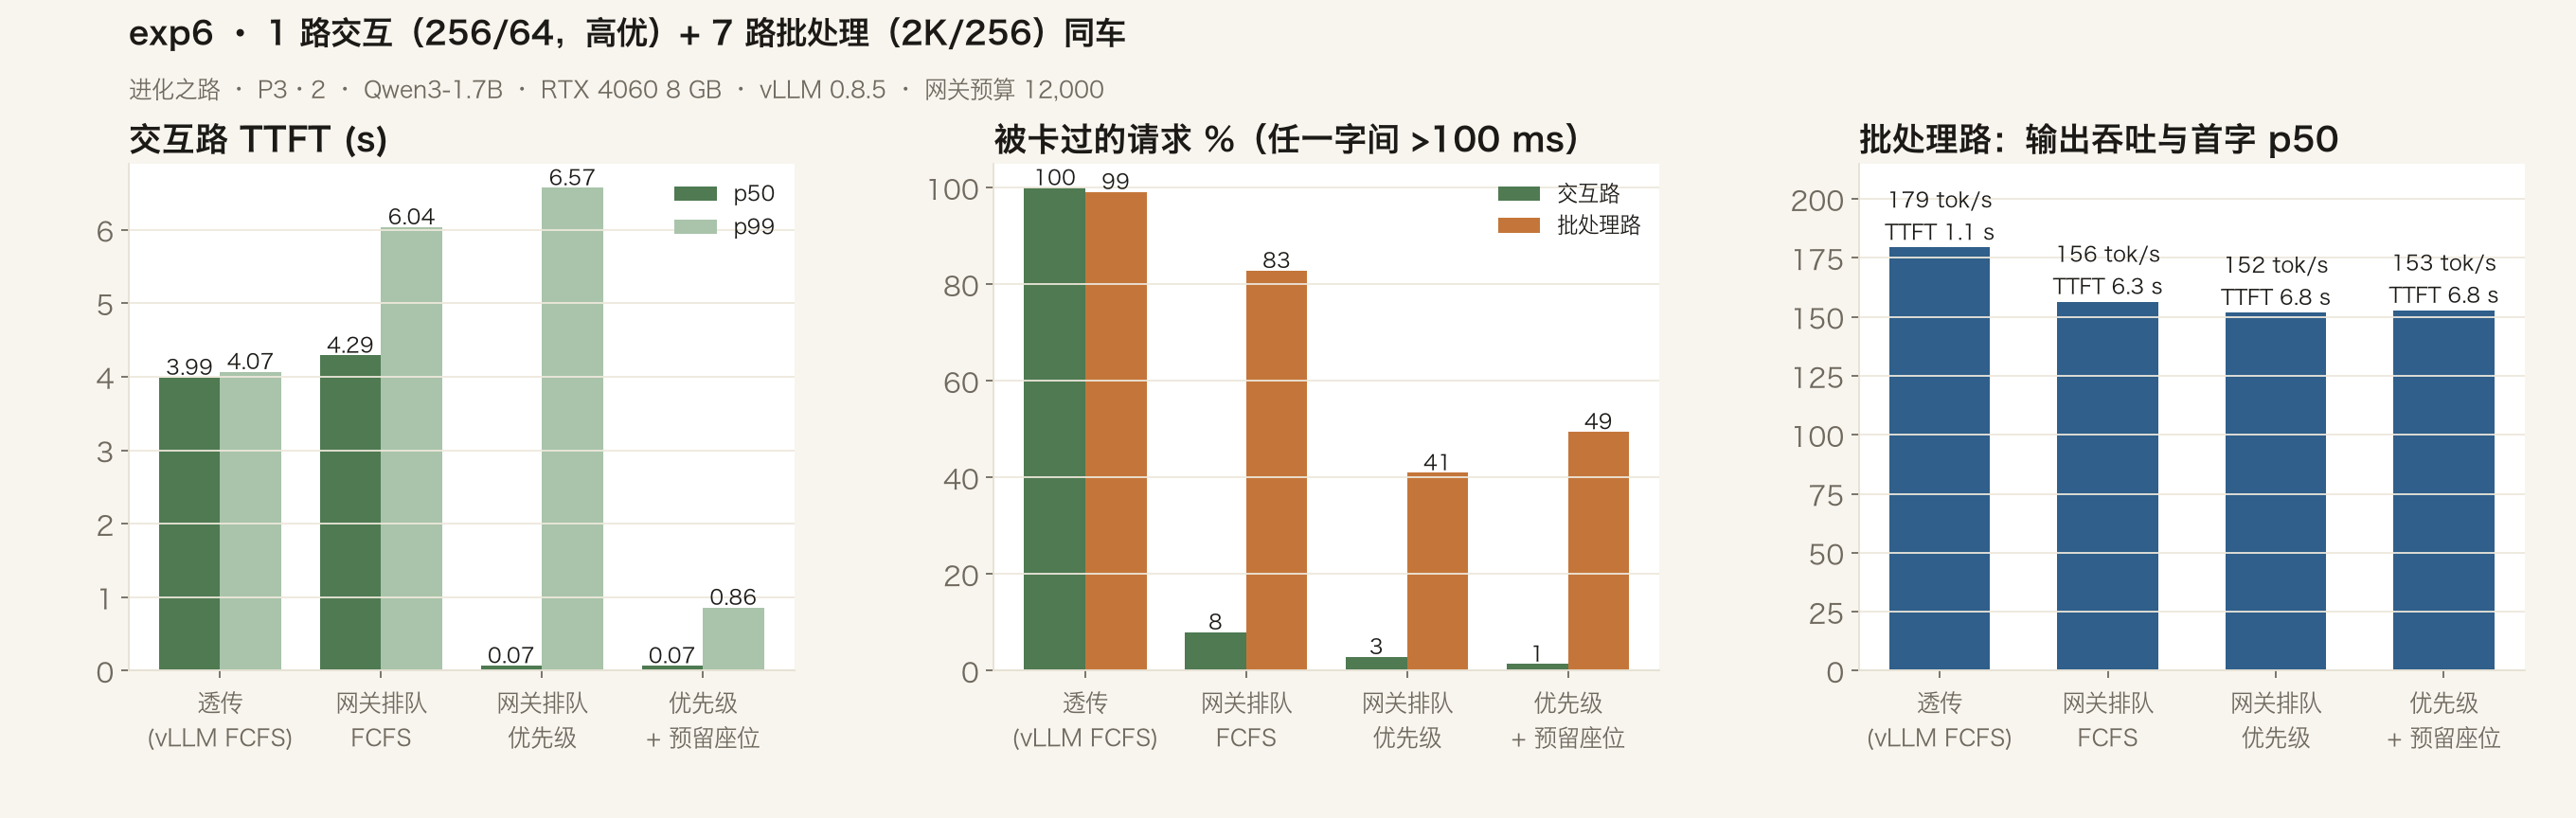 exp6 · 1 路交互（256/64，高优）+ 7 路批处理（2K/256）同车
进化之路 · P3·2 · Qwen3-1.7B · RTX 4060 8 GB · vLLM 0.8.5 · 网关预算 12,000
交互路 TTFT (s)
p50
p99
6
5
4
3
2
1
0
3.99
4.07
4.29
6.04
0.07
6.57
0.07
0.86
透传
(vLLM FCFS)
网关排队
FCFS
网关排队
优先级
优先级
+ 预留座位
被卡过的请求 %（任一字间 >100 ms）
交互路
批处理路
100
80
60
40
20
0
100
99
8
83
3
41
1
49
透传
(vLLM FCFS)
网关排队
FCFS
网关排队
优先级
优先级
+ 预留座位
批处理路：输出吞吐与首字 p50
200
175
150
125
100
75
50
25
0
179 tok/s
TTFT 1.1 s
156 tok/s
TTFT 6.3 s
152 tok/s
TTFT 6.8 s
153 tok/s
TTFT 6.8 s
透传
(vLLM FCFS)
网关排队
FCFS
网关排队
优先级
优先级
+ 预留座位